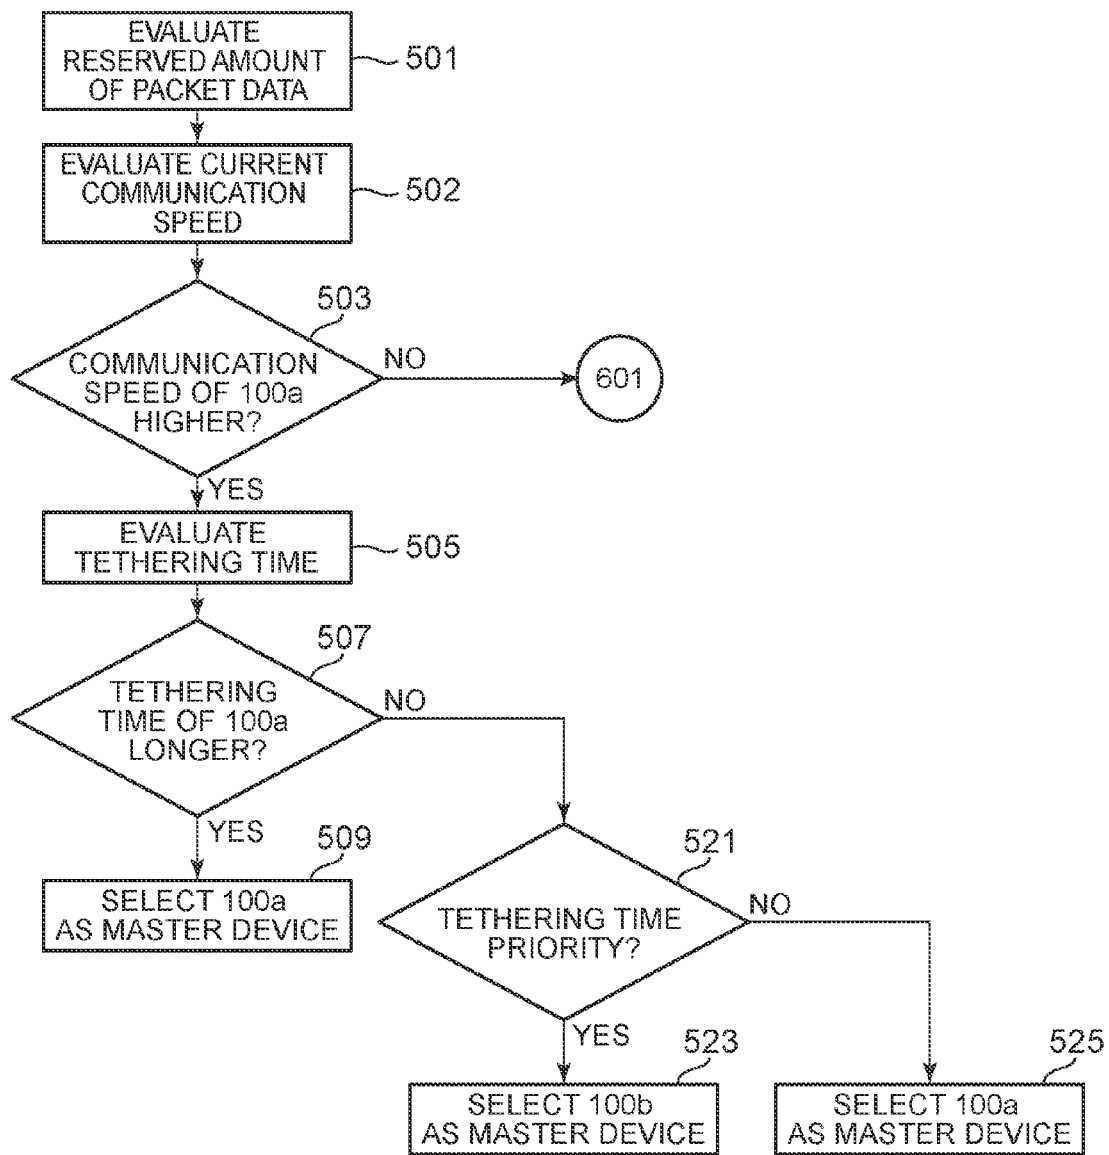 EVALUATE
RESERVED AMOUNT
OF PACKET DATA
501
EVALUATE CURRENT
COMMUNICATION
SPEED
502
503
COMMUNICATION
SPEED OF 100a
HIGHER?
NO
601
YES
EVALUATE
TETHERING TIME
505
507
TETHERING
TIME OF 100a
LONGER?
NO
YES
509
SELECT 100a
AS MASTER DEVICE
521
TETHERING TIME
PRIORITY?
NO
YES
523
SELECT 100b
AS MASTER DEVICE
525
SELECT 100a
AS MASTER DEVICE